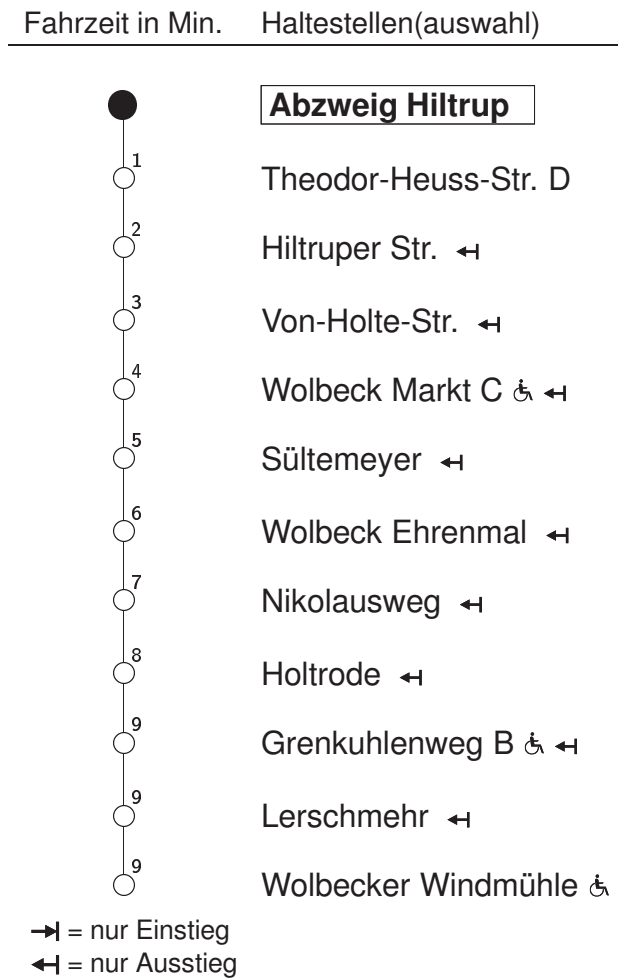 Fahrzeit in Min. Haltestellen(auswahl)
Abzweig Hiltrup
1 Theodor-Heuss-Str. D
2 Hiltruper Str.
3 Von-Holte-Str.
4 Wolbeck Markt C
5 Sültemeyer
6 Wolbeck Ehrenmal
7 Nikolausweg
8 Holtrode
9 Grenkuhlenweg B
9 Lerschmehr
9 Wolbecker Windmühle
= nur Einstieg
= nur Ausstieg